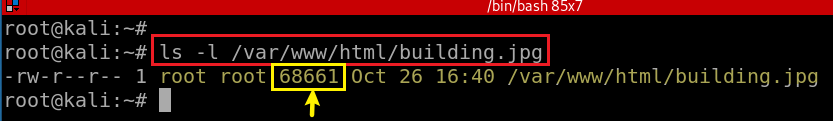 /bin/bash 85x7
root@kali:~#
root@kali:~# ls -l /var/www/html/building.jpg
-rw-r--r-- 1 root root 68661 Oct 26 16:40 /var/www/html/building.jpg
root@kali:~#